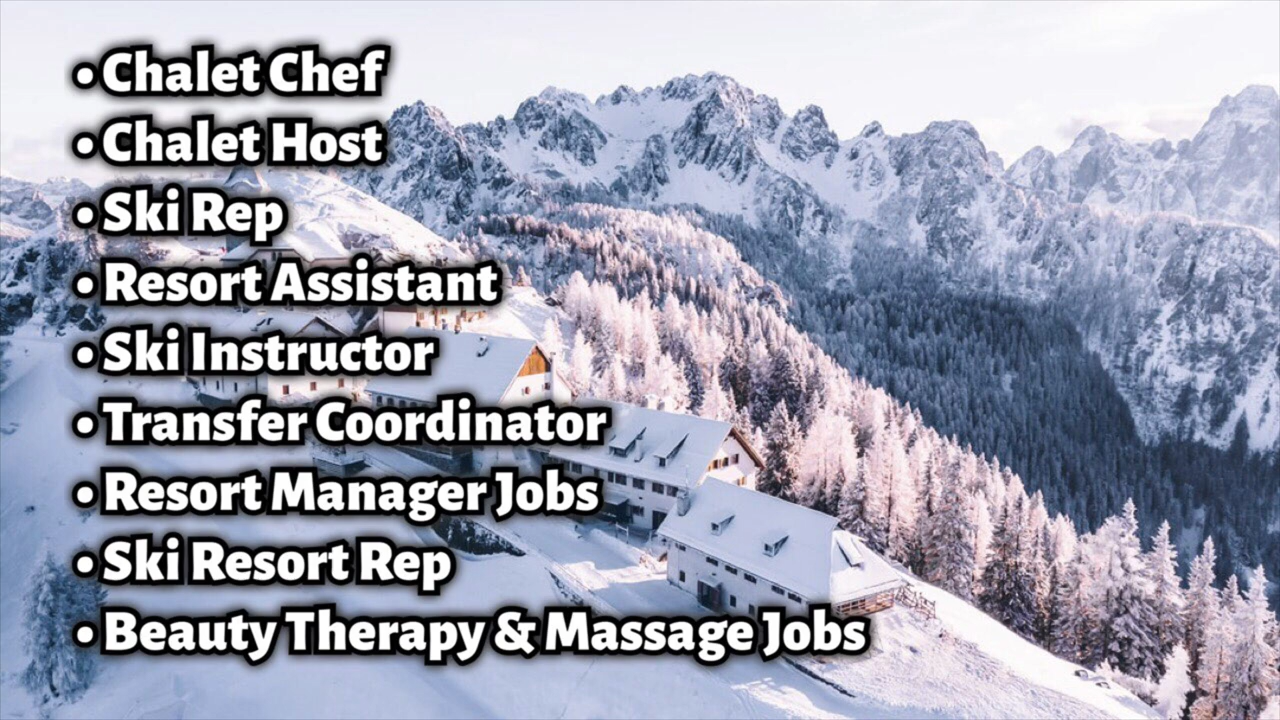 • Chalet Chef
• Chalet Host
• Ski Rep
• Resort Assistant
• Ski Instructor
• Transfer Coordinator
• Resort Manager Jobs
• Ski Resort Rep
• Beauty Therapy & Massage Jobs